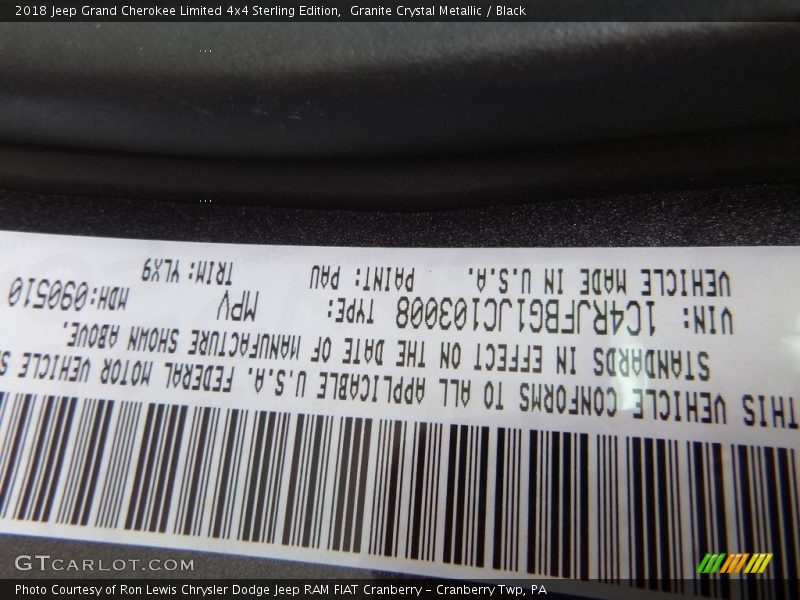 2018 Jeep Grand Cherokee Limited 4x4 Sterling Edition, Granite Crystal Metallic / Black
THIS VEHICLE CONFORMS TO ALL APPLICABLE U.S.A. FEDERAL MOTOR VEHICLE
STANDARDS IN EFFECT ON THE DATE OF MANUFACTURE SHOWN ABOVE.
VIN: 1C4RJFBG1JC103008 TYPE: MPV MDH:090510
VEHICLE MADE IN U.S.A. PAINT: PAU TRIM: YLX9
GTCARLOT.COM
Photo Courtesy of Ron Lewis Chrysler Dodge Jeep RAM FIAT Cranberry - Cranberry Twp, PA